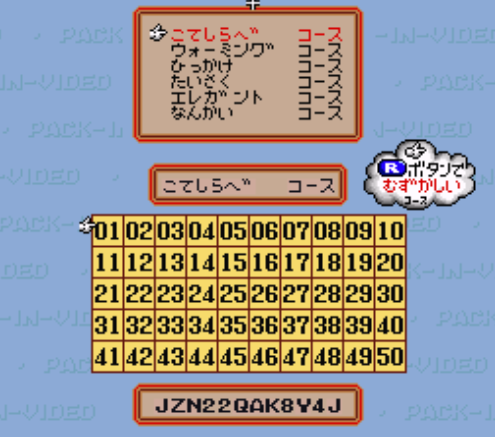 こてしらべ コース
ウォーミング コース
ひっかけ コース
たいさく コース
エレガント コース
なんかい コース
Rボタンで
むずかしい
コース
こてしらべ コース
01 02 03 04 05 06 07 08 09 10
11 12 13 14 15 16 17 18 19 20
21 22 23 24 25 26 27 28 29 30
31 32 33 34 35 36 37 38 39 40
41 42 43 44 45 46 47 48 49 50
JZN22QAK8V4J
PACK-IN-VIDEO